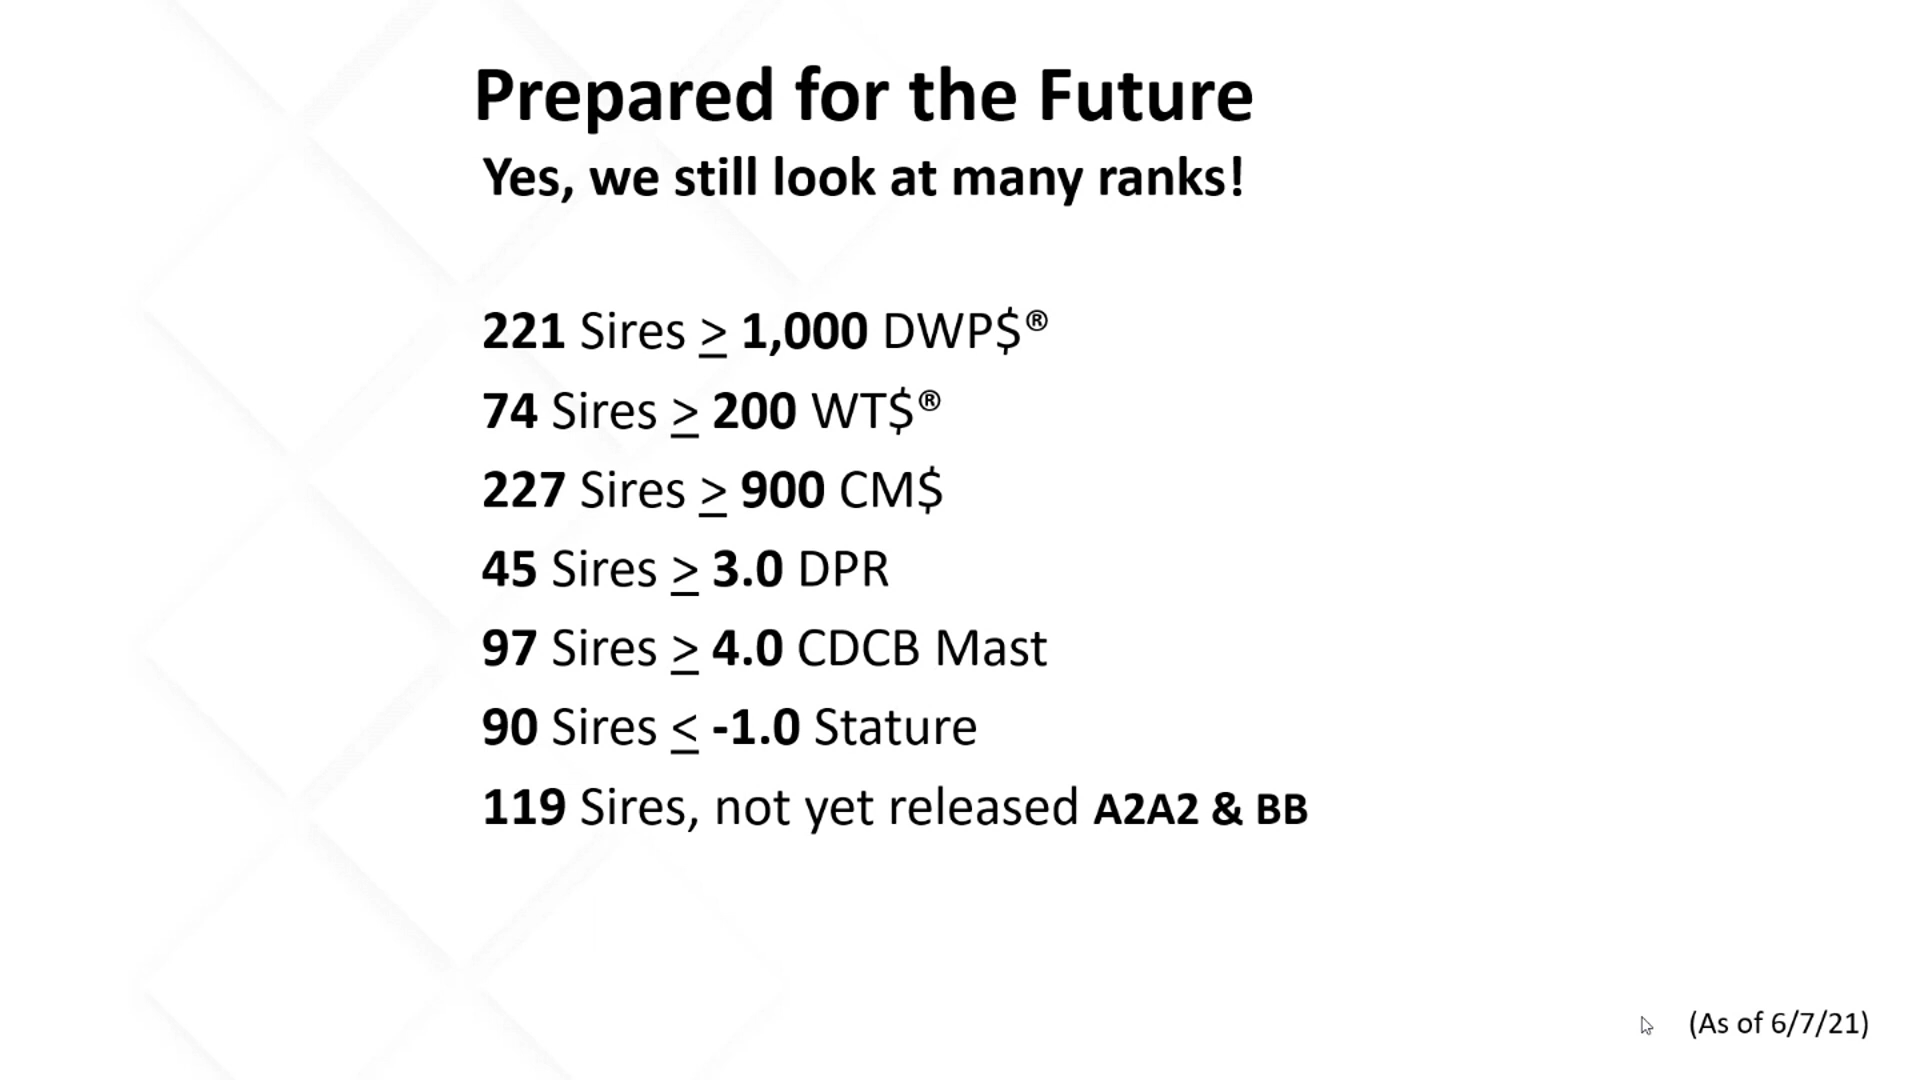 Prepared for the Future
Yes, we still look at many ranks!
221 Sires ≥ 1,000 DWP$®
74 Sires ≥ 200 WT$®
227 Sires ≥ 900 CM$
45 Sires ≥ 3.0 DPR
97 Sires ≥ 4.0 CDCB Mast
90 Sires ≤ -1.0 Stature
119 Sires, not yet released A2A2 & BB
(As of 6/7/21)